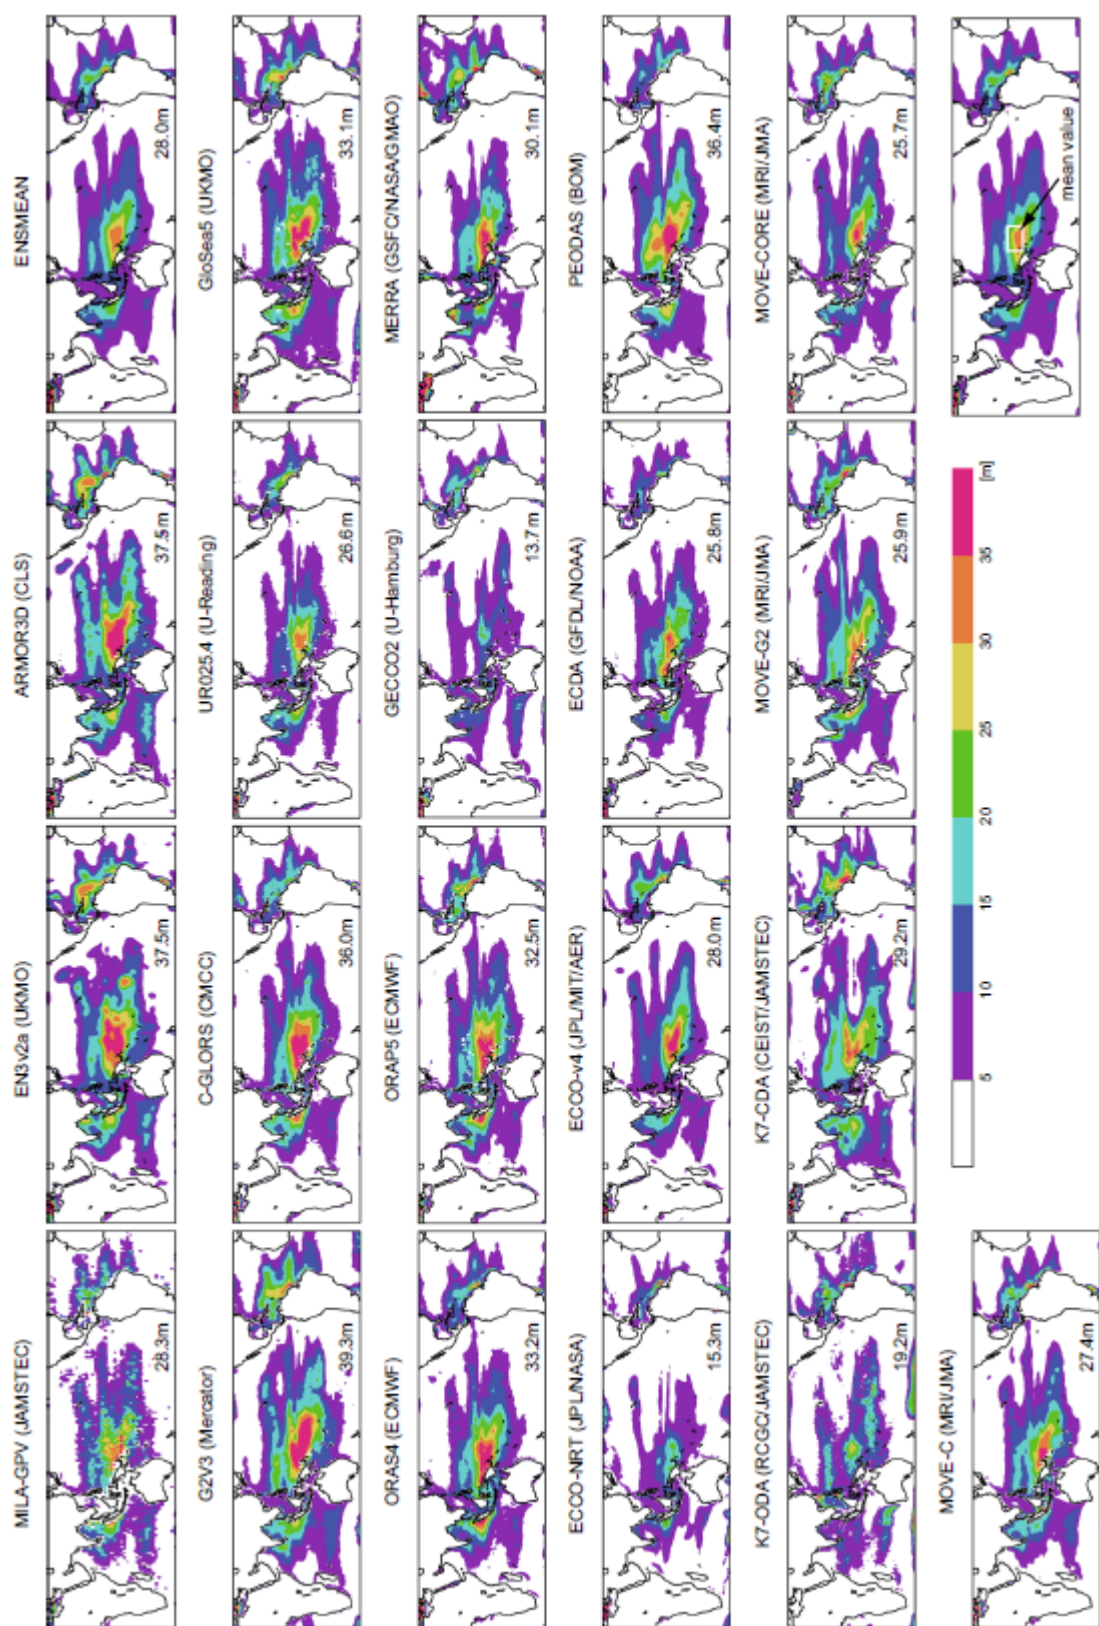 MILA-GPV (JAMSTEC)
28.3m
EN3v2a (UKMO)
37.5m
ARMOR3D (CLS)
37.5m
ENSMEAN
28.0m
G2V3 (Mercator)
39.3m
C-GLORS (CMCC)
36.0m
UR025.4 (U-Reading)
26.6m
GloSea5 (UKMO)
33.1m
ORAS4 (ECMWF)
33.2m
ORAP5 (ECMWF)
32.5m
GECCO2 (U-Hamburg)
13.7m
MERRA (GSFC/NASA/GMAO)
30.1m
ECCO-NRT (JPL/NASA)
15.3m
ECCO-v4 (JPL/MIT/AER)
28.0m
ECDA (GFDL/NOAA)
25.8m
PEODAS (BOM)
36.4m
K7-ODA (RCGC/JAMSTEC)
19.2m
K7-CDA (CEIST/JAMSTEC)
29.2m
MOVE-G2 (MRI/JMA)
25.9m
MOVE-CORE (MRI/JMA)
25.7m
MOVE-C (MRI/JMA)
27.4m
5 10 15 20 25 30 35 [m]
mean value